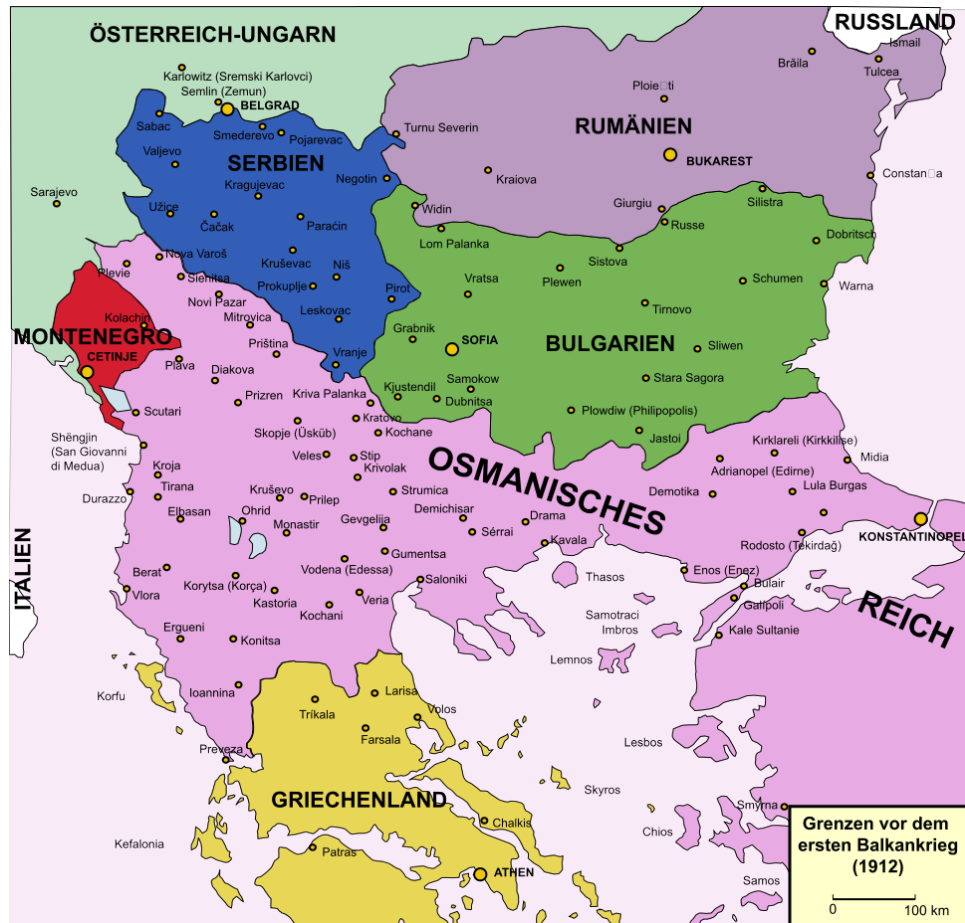 RUSSLAND
ÖSTERREICH-UNGARN
Ismail
Brăila
Tulcea
Karlowitz (Sremski Karlovci)
Semlin (Zemun)
BELGRAD
Ploie□ti
Sabac
Smederevo
Pojarevac
Turnu Severin
RUMÄNIEN
Valjevo
SERBIEN
BUKAREST
Kragujevac
Negotin
Kraiova
Constan□a
Sarajevo
Užice
Čačak
Paraćin
Widin
Giurgiu
Silistra
Russe
Lom Palanka
Dobritsch
Nova Varoš
Kruševac
Sistova
Plevie
Sienitsa
Niš
Prokuplje
Vratsa
Plewen
Schumen
Warna
Novi Pazar
Pirot
Tirnovo
Kolachin
Mitrovica
Leskovac
Grabnik
MONTENEGRO
CETINJE
Priština
SOFIA
BULGARIEN
Sliwen
Plava
Vranje
Diakova
Kjustendil
Samokow
Stara Sagora
Prizren
Kriva Palanka
Dubnitsa
Scutari
Kratovo
Plowdiw (Philipopolis)
Skopje (Üsküb)
Kochane
Jastoi
Shëngjin
(San Giovanni
di Medua)
Veles
Stip
Krivolak
OSMANISCHES
Kırklareli (Kirkkilise)
Midia
Kroja
Tirana
Adrianopel (Edirne)
Durazzo
Kruševo
Prilep
Strumica
Demotika
Lula Burgas
Elbasan
Ohrid
Monastir
Gevgelija
Demichisar
Drama
Sérrai
KONSTANTINOPEL
Kavala
Rodosto (Tekirdağ)
ITALIEN
Gumentsa
Vodena (Edessa)
Berat
Korytsa (Korça)
Saloniki
Thasos
Enos (Enez)
Bulair
Vlora
Kastoria
Veria
Gallipoli
REICH
Kochani
Samotraci
Imbros
Ergueni
Konitsa
Kale Sultanie
Lemnos
Korfu
Ioannina
Larisa
Tríkala
Volos
Farsala
Lesbos
Preveza
Skyros
GRIECHENLAND
Smyrna
Chalkis
Chios
Kefalonia
Patras
ATHEN
Samos
Grenzen vor dem
ersten Balkankrieg
(1912)
0
100 km